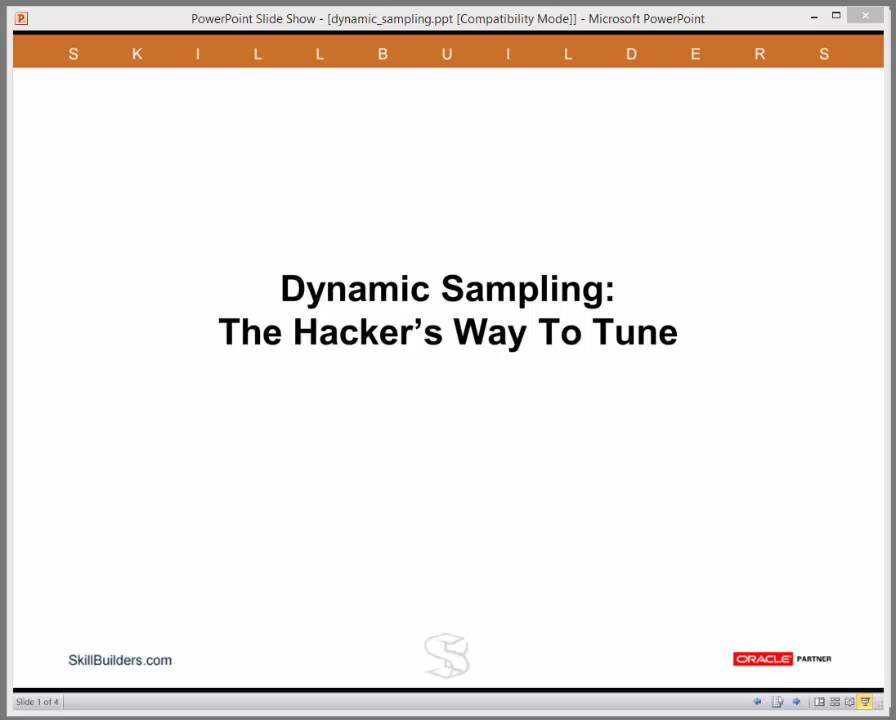 PowerPoint Slide Show - [dynamic_sampling.ppt [Compatibility Mode]] - Microsoft PowerPoint
S K I L L B U I L D E R S
Dynamic Sampling:
The Hacker’s Way To Tune
SkillBuilders.com
ORACLE PARTNER
Slide 1 of 4